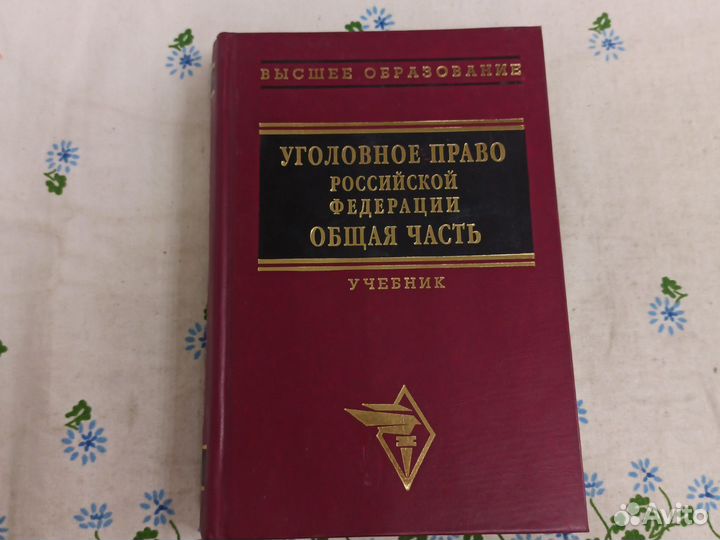 ВЫСШЕЕ ОБРАЗОВАНИЕ
УГОЛОВНОЕ ПРАВО
РОССИЙСКОЙ
ФЕДЕРАЦИИ
ОБЩАЯ ЧАСТЬ
УЧЕБНИК
Avito